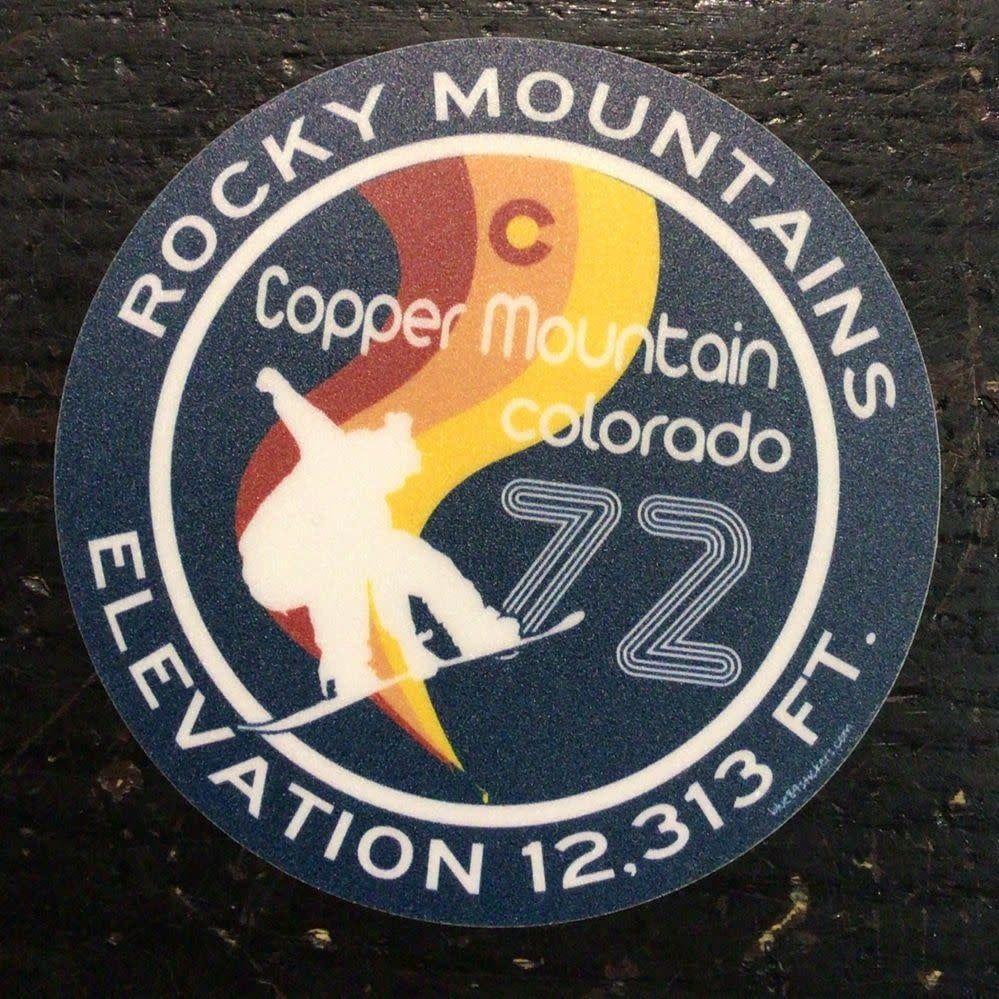 ROCKY MOUNTAINS
C
Copper Mountain
colorado
72
ELEVATION 12,313 FT.